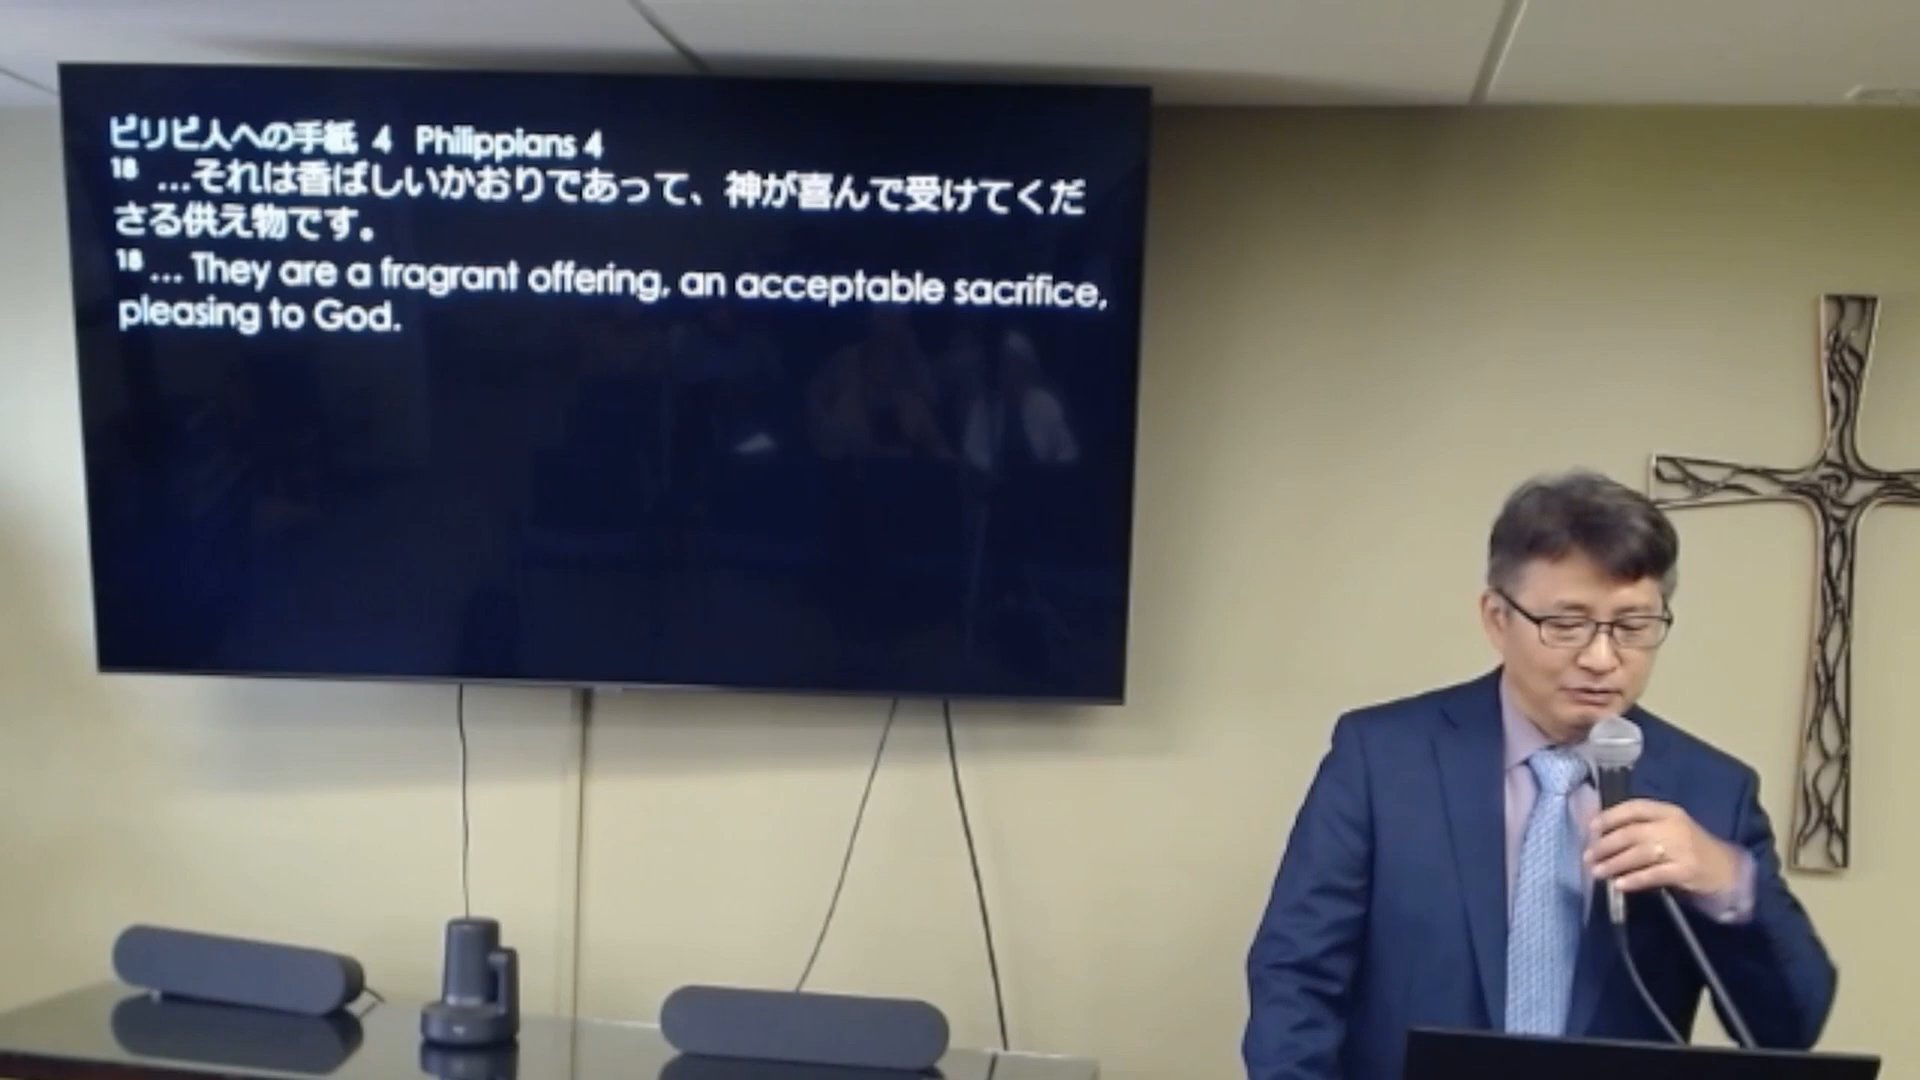 ピリピ人への手紙 4 Philippians 4
18 …それは香ばしいかおりであって、神が喜んで受けてくだ
さる供え物です。
18 ... They are a fragrant offering, an acceptable sacrifice,
pleasing to God.